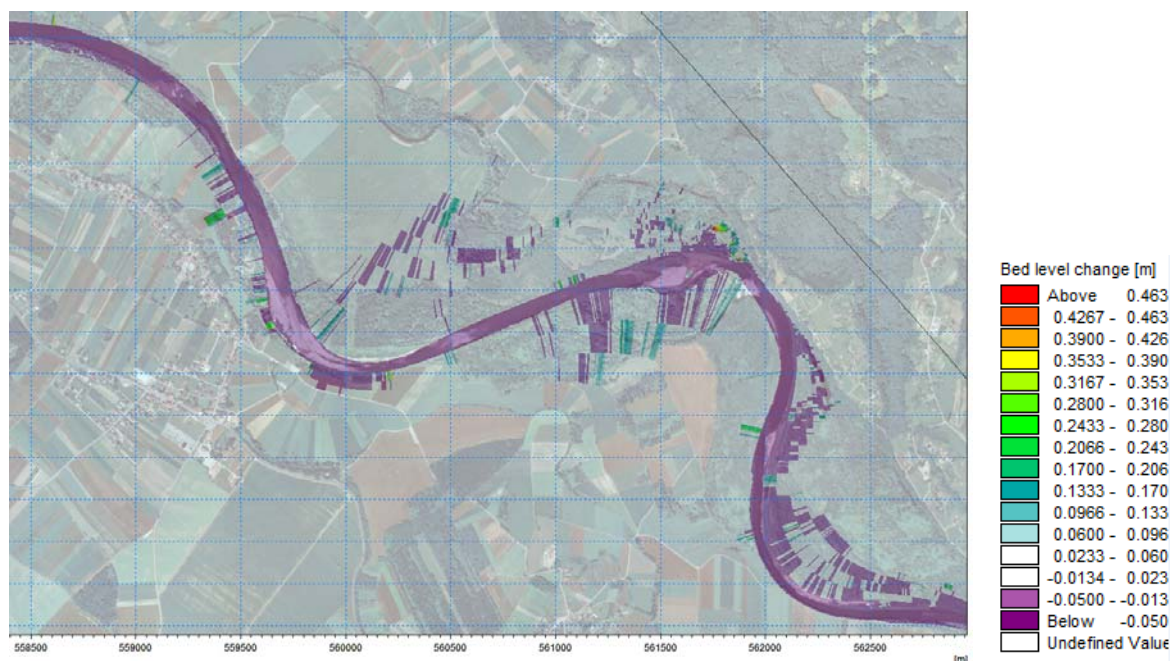 Bed level change [m]
Above 0.463
0.4267 - 0.463
0.3900 - 0.426
0.3533 - 0.390
0.3167 - 0.353
0.2800 - 0.316
0.2433 - 0.280
0.2066 - 0.243
0.1700 - 0.206
0.1333 - 0.170
0.0966 - 0.133
0.0600 - 0.096
0.0233 - 0.060
-0.0134 - 0.023
-0.0500 - -0.013
Below -0.050
Undefined Value
558500 559000 559500 560000 560500 561000 561500 562000 562500
[m]